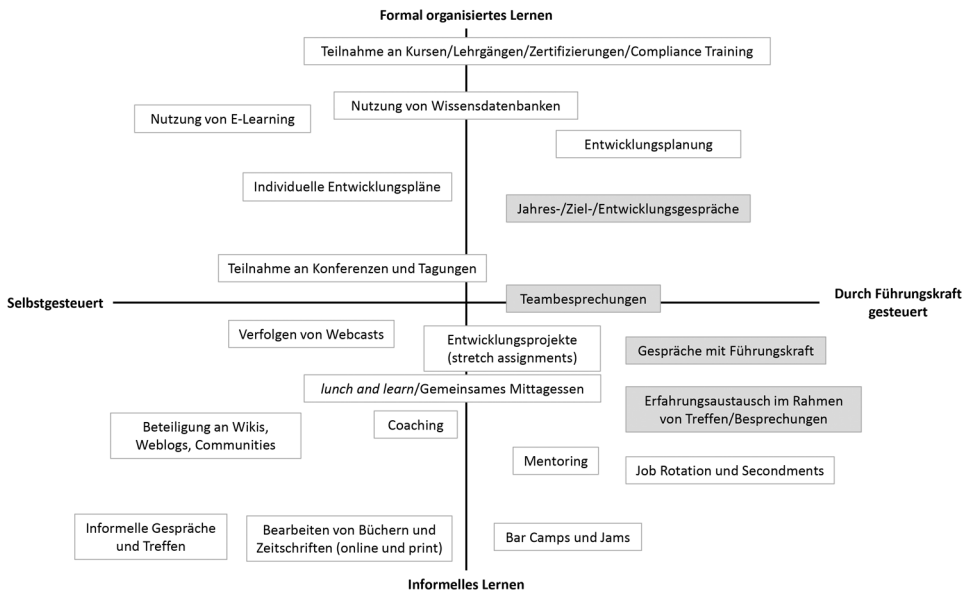 Formal organisiertes Lernen
Teilnahme an Kursen/Lehrgängen/Zertifizierungen/Compliance Training
Nutzung von Wissensdatenbanken
Nutzung von E-Learning
Entwicklungsplanung
Individuelle Entwicklungspläne
Jahres-/Ziel-/Entwicklungsgespräche
Teilnahme an Konferenzen und Tagungen
Selbstgesteuert
Teambesprechungen
Durch Führungskraft
gesteuert
Verfolgen von Webcasts
Entwicklungsprojekte
(stretch assignments)
Gespräche mit Führungskraft
lunch and learn/Gemeinsames Mittagessen
Erfahrungsaustausch im Rahmen
von Treffen/Besprechungen
Beteiligung an Wikis,
Weblogs, Communities
Coaching
Mentoring
Job Rotation und Secondments
Informelle Gespräche
und Treffen
Bearbeiten von Büchern und
Zeitschriften (online und print)
Bar Camps und Jams
Informelles Lernen